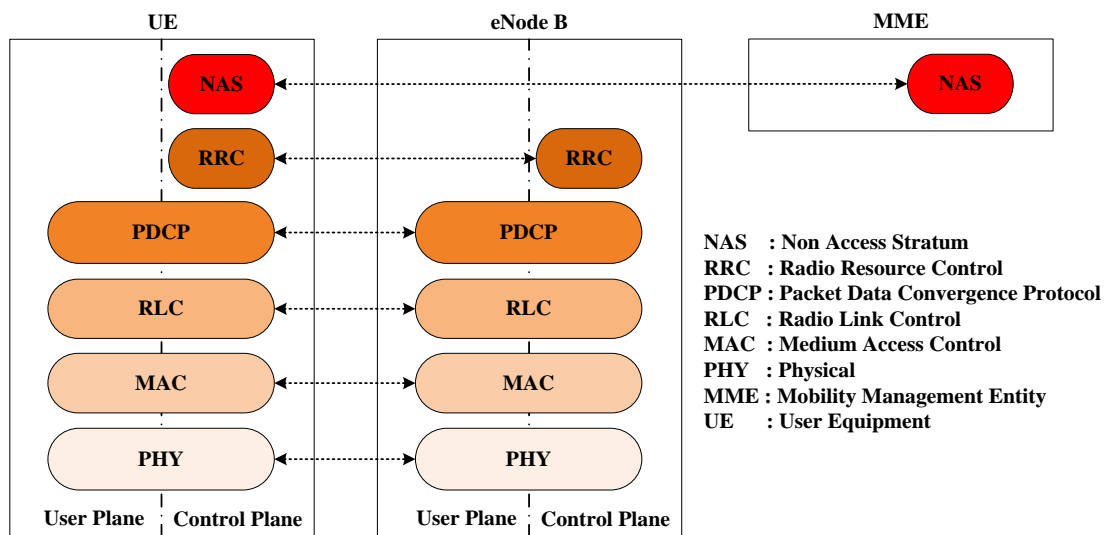 UE
eNode B
MME
NAS
NAS
RRC
RRC
PDCP
PDCP
RLC
RLC
MAC
MAC
PHY
PHY
User Plane
Control Plane
User Plane
Control Plane
NAS : Non Access Stratum
RRC : Radio Resource Control
PDCP : Packet Data Convergence Protocol
RLC : Radio Link Control
MAC : Medium Access Control
PHY : Physical
MME : Mobility Management Entity
UE : User Equipment